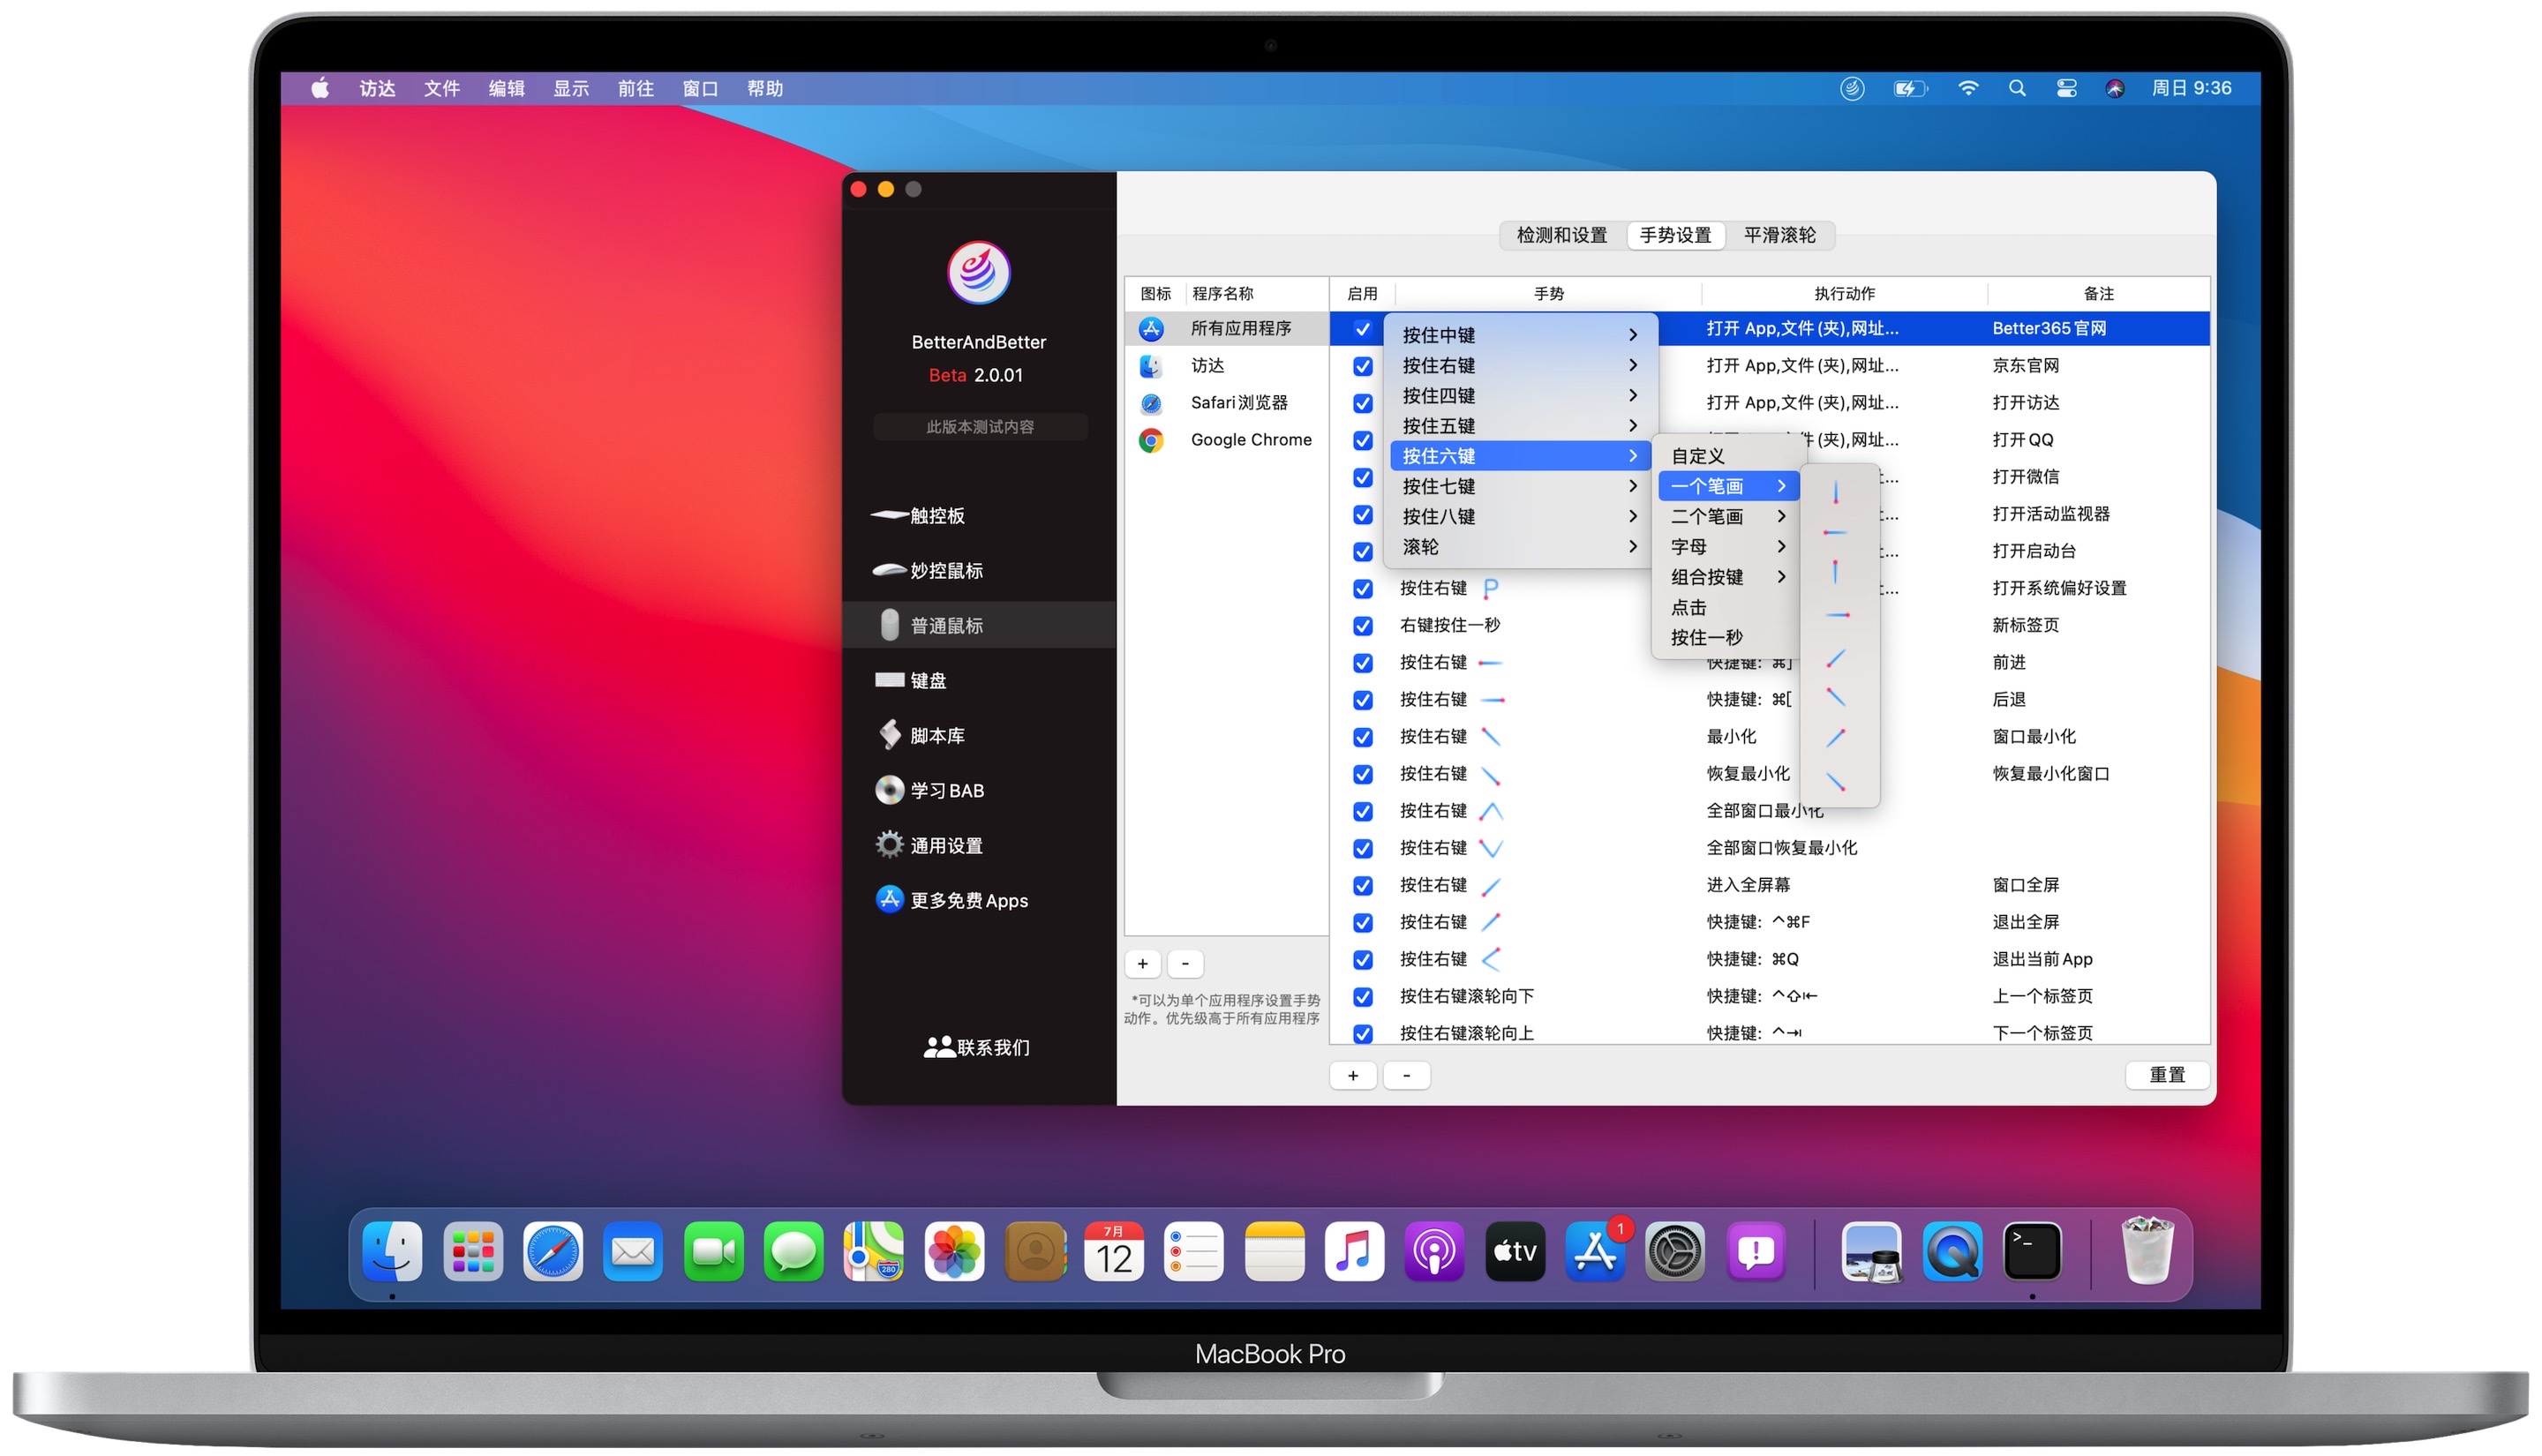 访达 文件 编辑 显示 前往 窗口 帮助 周日 9:36
BetterAndBetter
Beta 2.0.01
此版本测试内容
触控板
妙控鼠标
普通鼠标
键盘
脚本库
学习BAB
通用设置
更多免费Apps
联系我们
检测和设置 手势设置 平滑滚轮
图标 程序名称
所有应用程序
访达
Safari浏览器
Google Chrome
+ -
*可以为单个应用程序设置手势
动作。优先级高于所有应用程序
启用 手势 执行动作 备注
打开 App,文件(夹),网址... Better365官网
打开 App,文件(夹),网址... 京东官网
打开 App,文件(夹),网址... 打开访达
(夹),网址... 打开QQ
打开微信
打开活动监视器
打开启动台
按住右键 打开系统偏好设置
右键按住一秒 新标签页
按住右键 快捷键: ⌘] 前进
按住右键 快捷键: ⌘[ 后退
按住右键 最小化 窗口最小化
按住右键 恢复最小化 恢复最小化窗口
按住右键 全部窗口最小化
按住右键 全部窗口恢复最小化
按住右键 进入全屏幕 窗口全屏
按住右键 快捷键: ^⌘F 退出全屏
按住右键 快捷键: ⌘Q 退出当前App
按住右键滚轮向下 快捷键: ^⇧⇤ 上一个标签页
按住右键滚轮向上 快捷键: ^⇥ 下一个标签页
+ - 重置
按住中键
按住右键
按住四键
按住五键
按住六键
按住七键
按住八键
滚轮
自定义
一个笔画
二个笔画
字母
组合按键
点击
按住一秒
7月
12
280
tv
1
>_
MacBook Pro